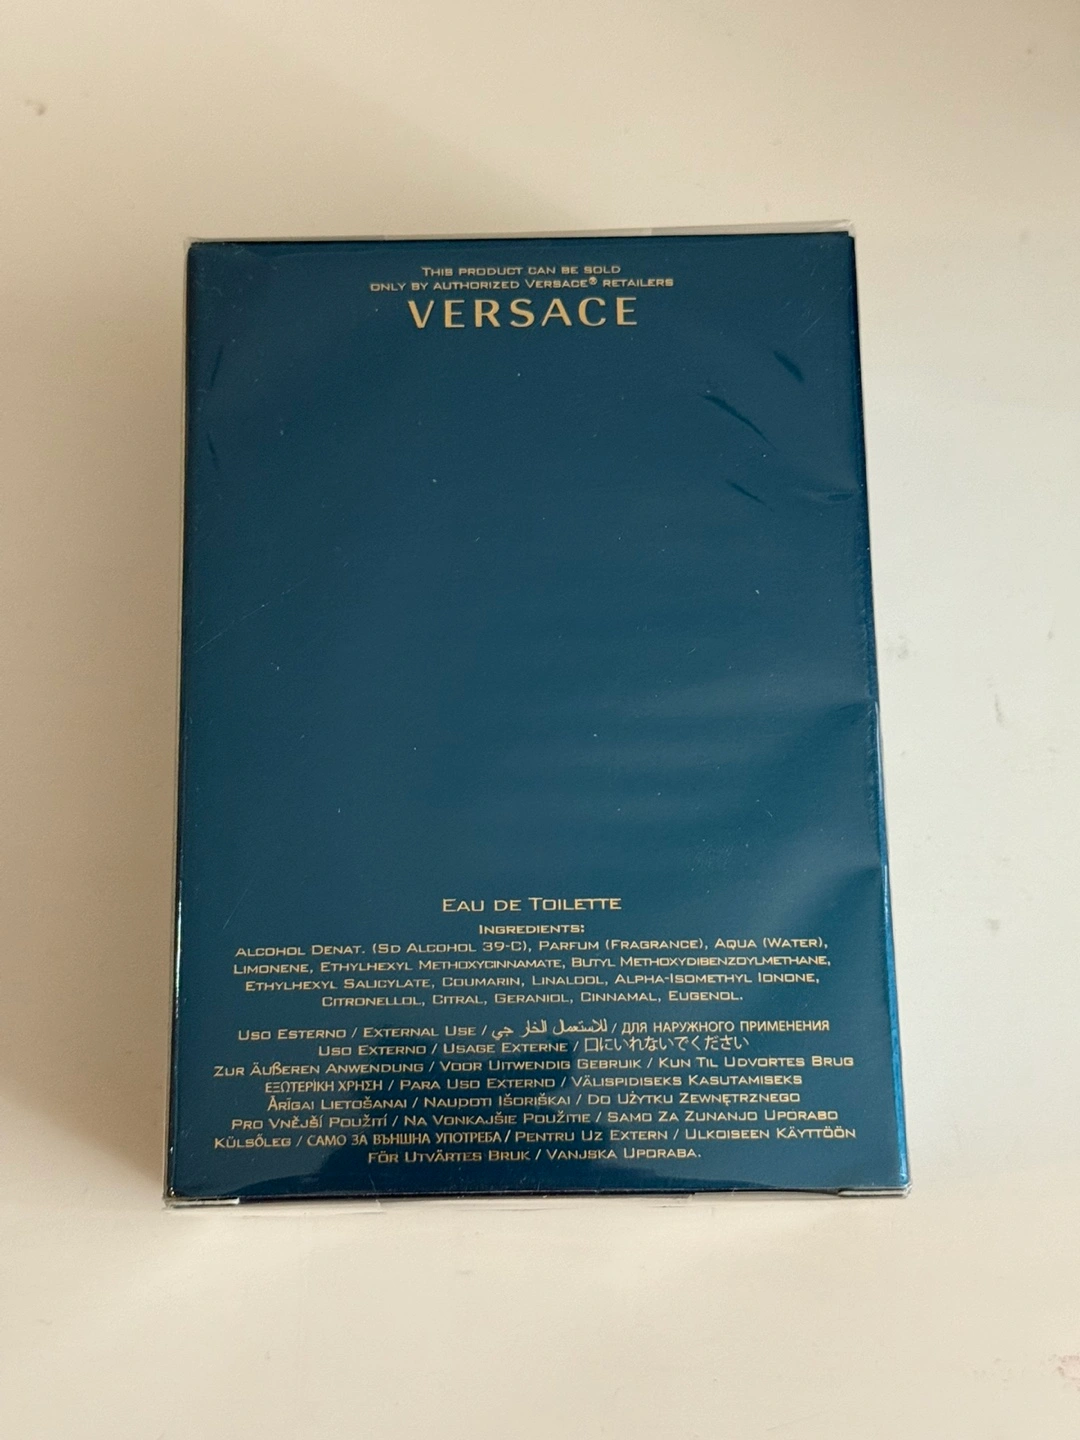 THIS PRODUCT CAN BE SOLD
ONLY BY AUTHORIZED VERSACE® RETAILERS
VERSACE
EAU DE TOILETTE
INGREDIENTS:
ALCOHOL DENAT. (SD ALCOHOL 39-C), PARFUM (FRAGRANCE), AQUA (WATER),
LIMONENE, ETHYLHEXYL METHOXYCINNAMATE, BUTYL METHOXYDIBENZOYLMETHANE,
ETHYLHEXYL SALICYLATE, COUMARIN, LINALOOL, ALPHA-ISOMETHYL IONONE,
CITRONELLOL, CITRAL, GERANIOL, CINNAMAL, EUGENOL.
USO ESTERNO / EXTERNAL USE / للاستعمل الخار جي / ДЛЯ НАРУЖНОГО ПРИМЕНЕНИЯ
USO EXTERNO / USAGE EXTERNE / 口にいれないでください
ZUR ÄUßEREN ANWENDUNG / VOOR UITWENDIG GEBRUIK / KUN TIL UDVORTES BRUG
ΕΞΩΤΕΡΙΚΗ ΧΡΗΣΗ / PARA USO EXTERNO / VÄLISPIDISEKS KASUTAMISEKS
ĀRĪGAI LIETOŠANAI / NAUDOTI IŠORIŠKAI / DO UŻYTKU ZEWNĘTRZNEGO
PRO VNĚJŠÍ POUŽITÍ / NA VONKAJŠIE POUŽITIE / SAMO ZA ZUNANJO UPORABO
KÜLSŐLEG / САМО ЗА ВЪНШНА УПОТРЕБА / PENTRU UZ EXTERN / ULKOISEEN KÄYTTÖÖN
FÖR UTVÄRTES BRUK / VANJSKA UPORABA.